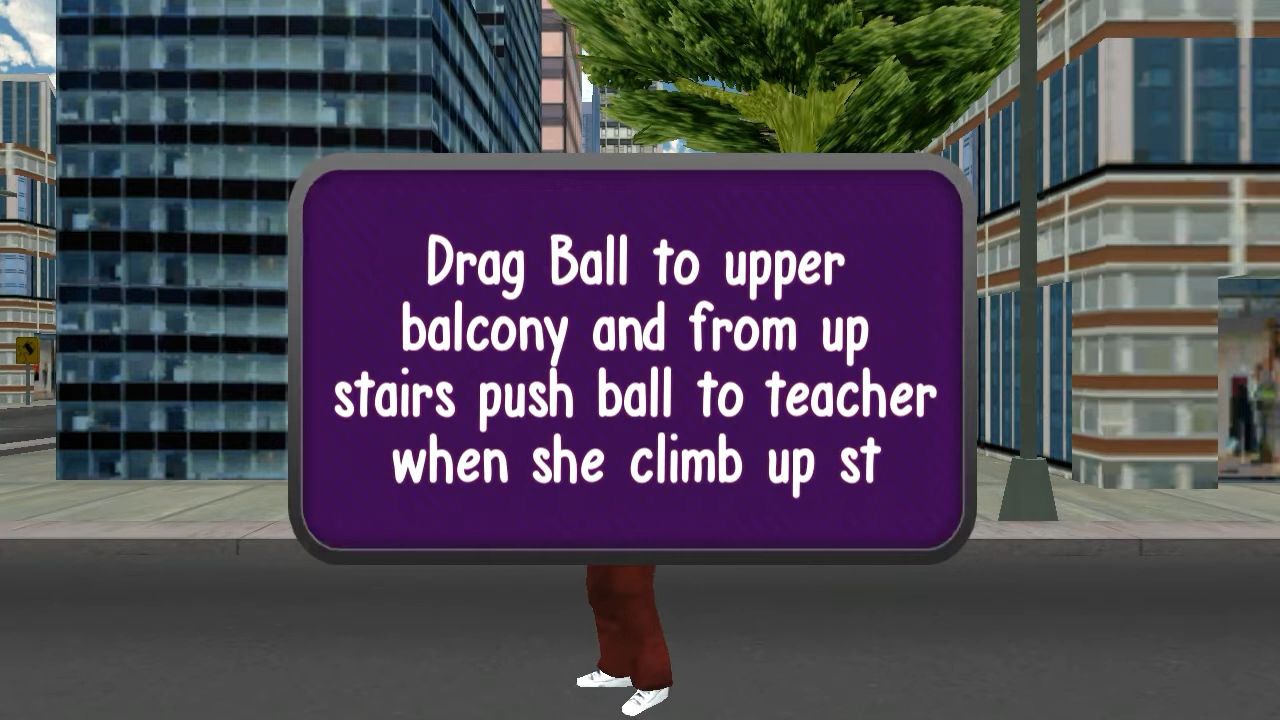 Drag Ball to upper
balcony and from up
stairs push ball to teacher
when she climb up st